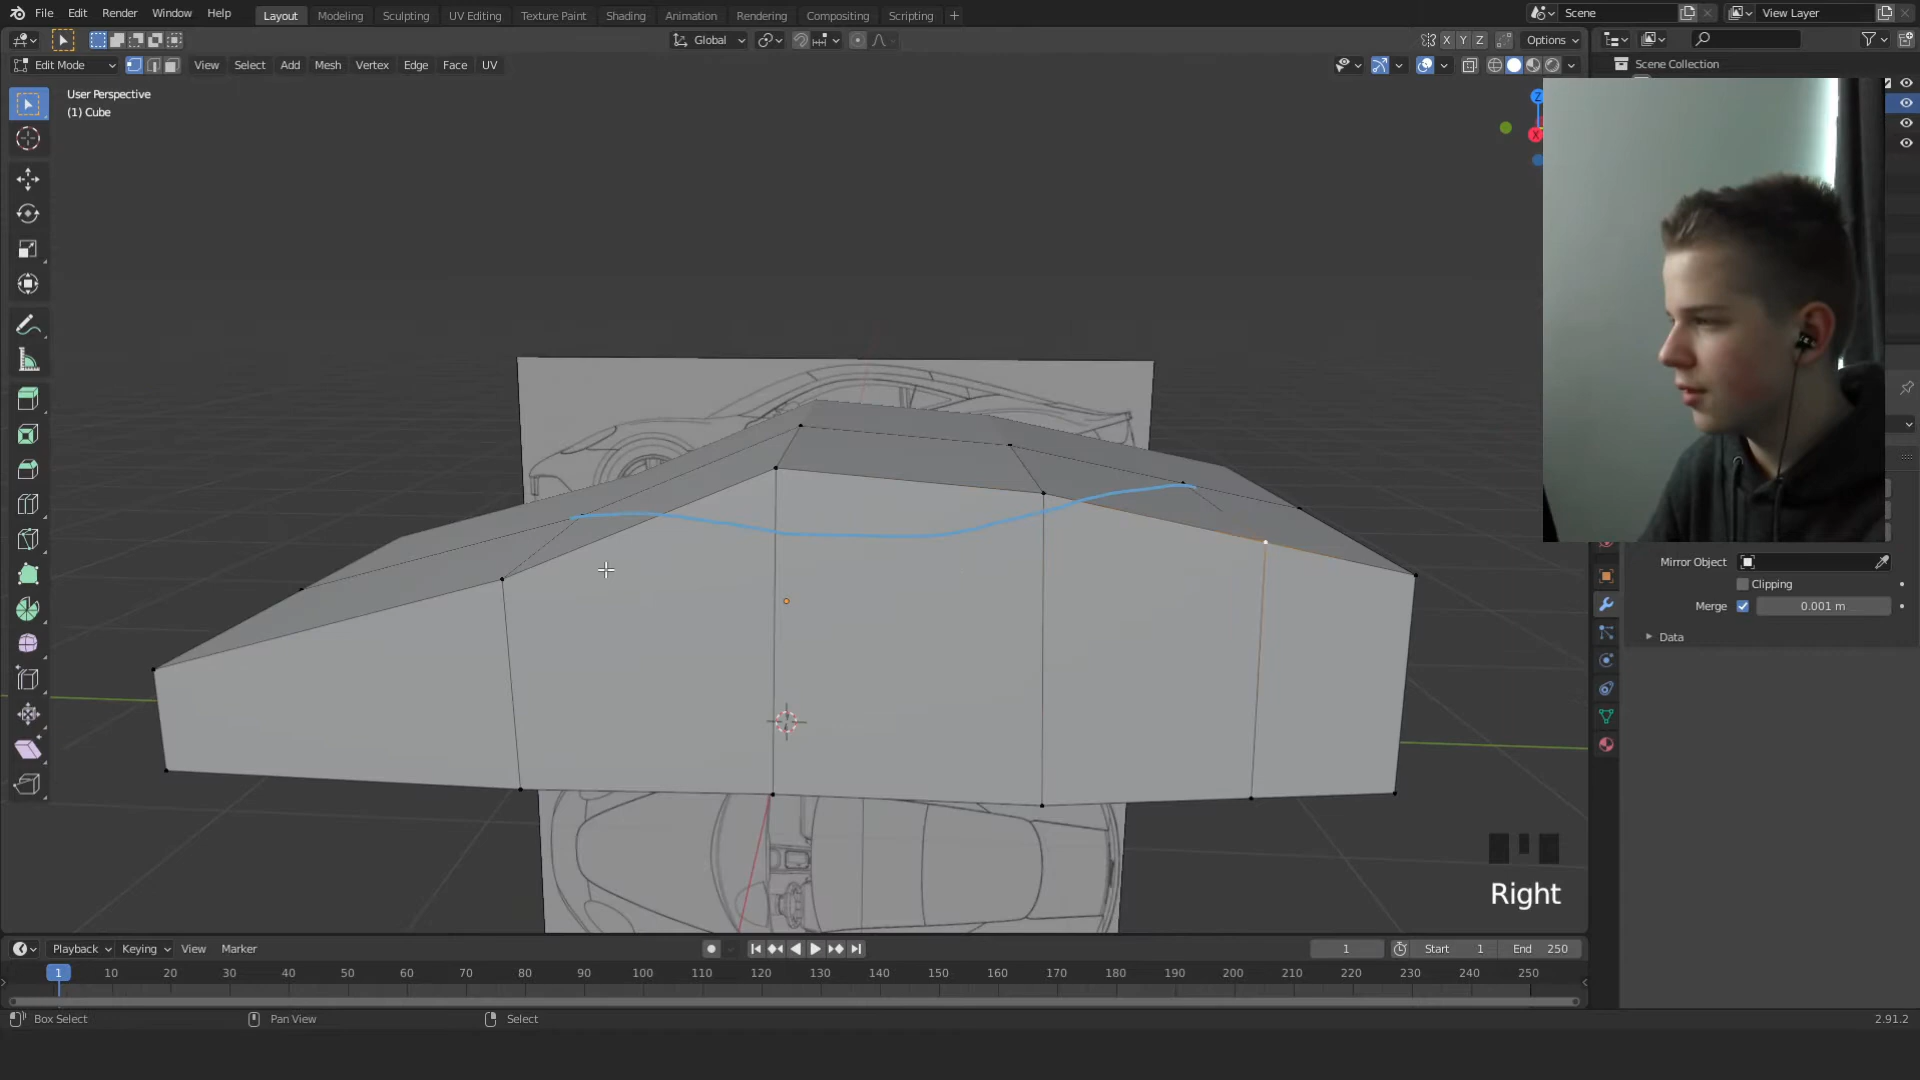 File Edit Render Window Help Layout Modeling Sculpting UV Editing Texture Paint Shading Animation Rendering Compositing Scripting + Scene View Layer
Global X Y Z Options
Edit Mode View Select Add Mesh Vertex Edge Face UV Scene Collection
User Perspective
(1) Cube
Z
X
Mirror Object
Clipping
Merge 0.001 m
Data
Right
Playback Keying View Marker 1 Start 1 End 250
1 10 20 30 40 50 60 70 80 90 100 110 120 130 140 150 160 170 180 190 200 210 220 230 240 250
Box Select Pan View Select 2.91.2